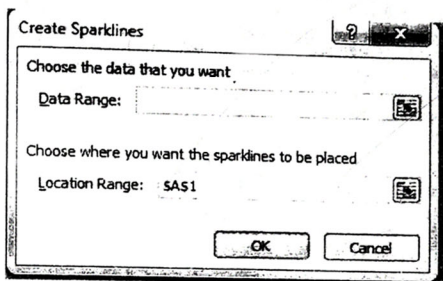 Create Sparklines
Choose the data that you want
Data Range:
Choose where you want the sparklines to be placed
Location Range: $A$1
OK Cancel